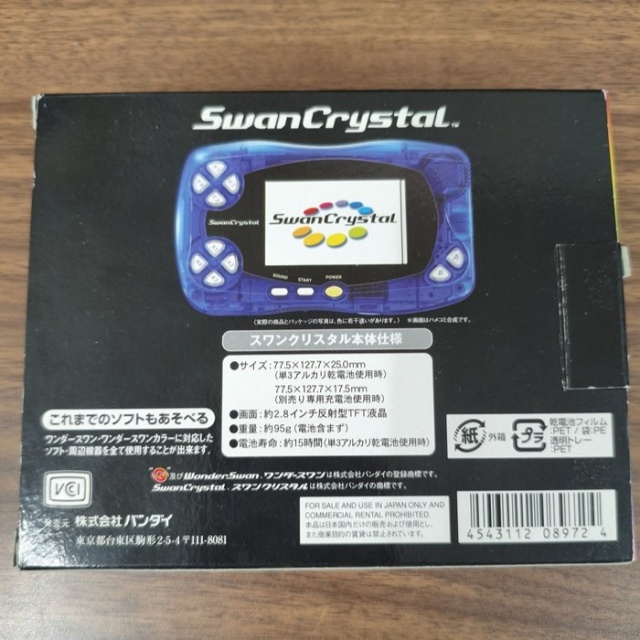 SwanCrystal™
SwanCrystal
SwanCrystal
SOUND START POWER
(実際の商品とパッケージの写真は、色に若干違いがあります。) ※画面はハメコミ合成です。
スワンクリスタル本体仕様
●サイズ:77.5×127.7×25.0mm
(単3アルカリ乾電池使用時)
77.5×127.7×17.5mm
(別売り専用充電池使用時)
●画面:約2.8インチ反射型TFT液晶
●重量:約95g(電池含まず)
●電池寿命:約15時間(単3アルカリ乾電池使用時)
これまでのソフトもあそべる
ワンダースワン・ワンダースワンカラーに対応した
ソフト・周辺機器を全て使用することが出来ます。
紙 外箱
プラ
乾電池フィルム
:PET / 袋:PE
透明トレー
:PET
及びWonderSwan、ワンダースワンは株式会社バンダイの登録商標です。
SwanCrystal、スワンクリスタルは株式会社バンダイの商標です。
VCCI
発売元 株式会社バンダイ
東京都台東区駒形2-5-4〒111-8081
FOR SALE AND USE IN JAPAN ONLY AND
COMMERCIAL RENTAL PROHIBITED.
本品は日本国内だけの販売および使用とし、
また商業目的の賃貸は禁止されています。
4543112 08972 4